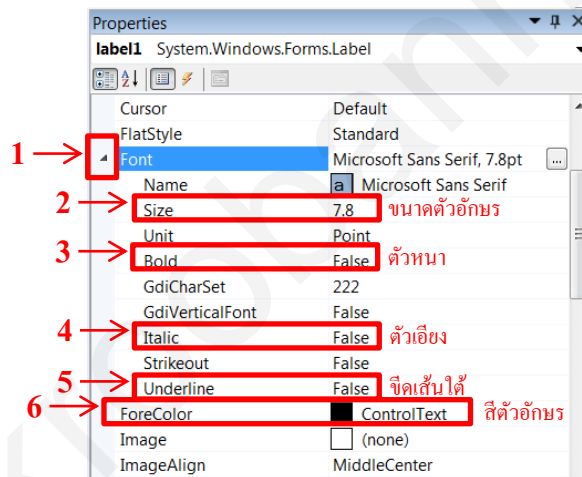 Properties
label1 System.Windows.Forms.Label
Cursor Default
FlatStyle Standard
1 Font Microsoft Sans Serif, 7.8pt ...
Name a Microsoft Sans Serif
2 Size 7.8 ขนาดตัวอักษร
Unit Point
3 Bold False ตัวหนา
GdiCharSet 222
GdiVerticalFont False
4 Italic False ตัวเอียง
Strikeout False
5 Underline False ขีดเส้นใต้
6 ForeColor ControlText สีตัวอักษร
Image (none)
ImageAlign MiddleCenter